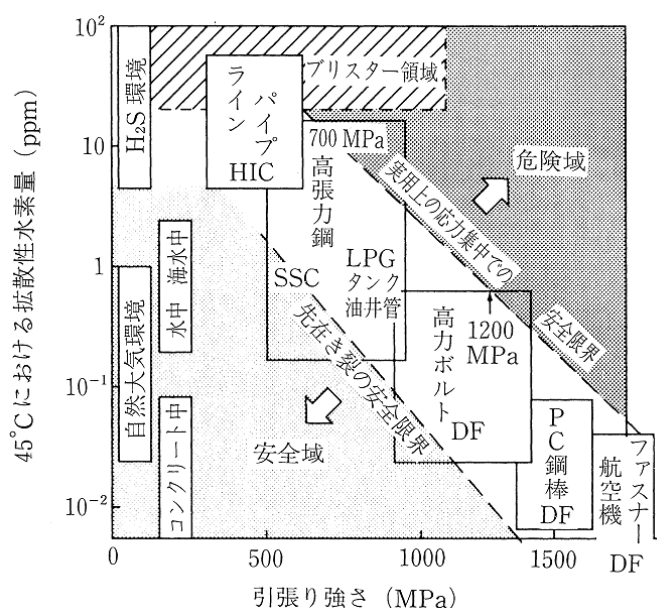 45°Cにおける拡散性水素量（ppm）
10²
10
1
10⁻¹
10⁻²
H₂S 環境
自然大気環境
水中 海水中
コンクリート中
ライン
パイプ
HIC
ブリスター領域
700 MPa
高張力鋼
危険域
実用上の応力集中での
安全限界
SSC
LPG
タンク
油井管
先在き裂の安全限界
高力ボルト
DF
1200
MPa
安全域
PC鋼棒
DF
航空機
ファスナー
DF
0
500
1000
1500
引張り強さ（MPa）